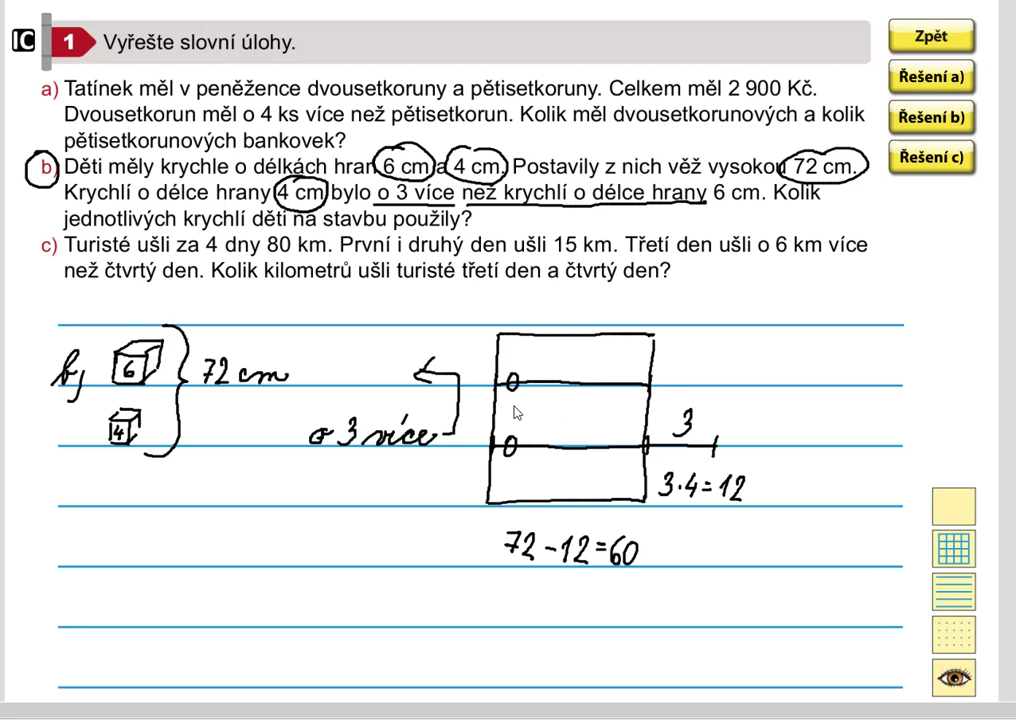 IC
1 Vyřešte slovní úlohy.
Zpět
Řešení a)
Řešení b)
Řešení c)
a) Tatínek měl v peněžence dvousetkoruny a pětisetkoruny. Celkem měl 2 900 Kč.
Dvousetkorun měl o 4 ks více než pětisetkorun. Kolik měl dvousetkorunových a kolik
pětisetkorunových bankovek?
b) Děti měly krychle o délkách hran 6 cm a 4 cm. Postavily z nich věž vysokou 72 cm.
Krychlí o délce hrany 4 cm bylo o 3 více než krychlí o délce hrany 6 cm. Kolik
jednotlivých krychlí děti na stavbu použily?
c) Turisté ušli za 4 dny 80 km. První i druhý den ušli 15 km. Třetí den ušli o 6 km více
než čtvrtý den. Kolik kilometrů ušli turisté třetí den a čtvrtý den?
b) 6 72 cm
4 o 3 více 3
3·4=12
72-12=60